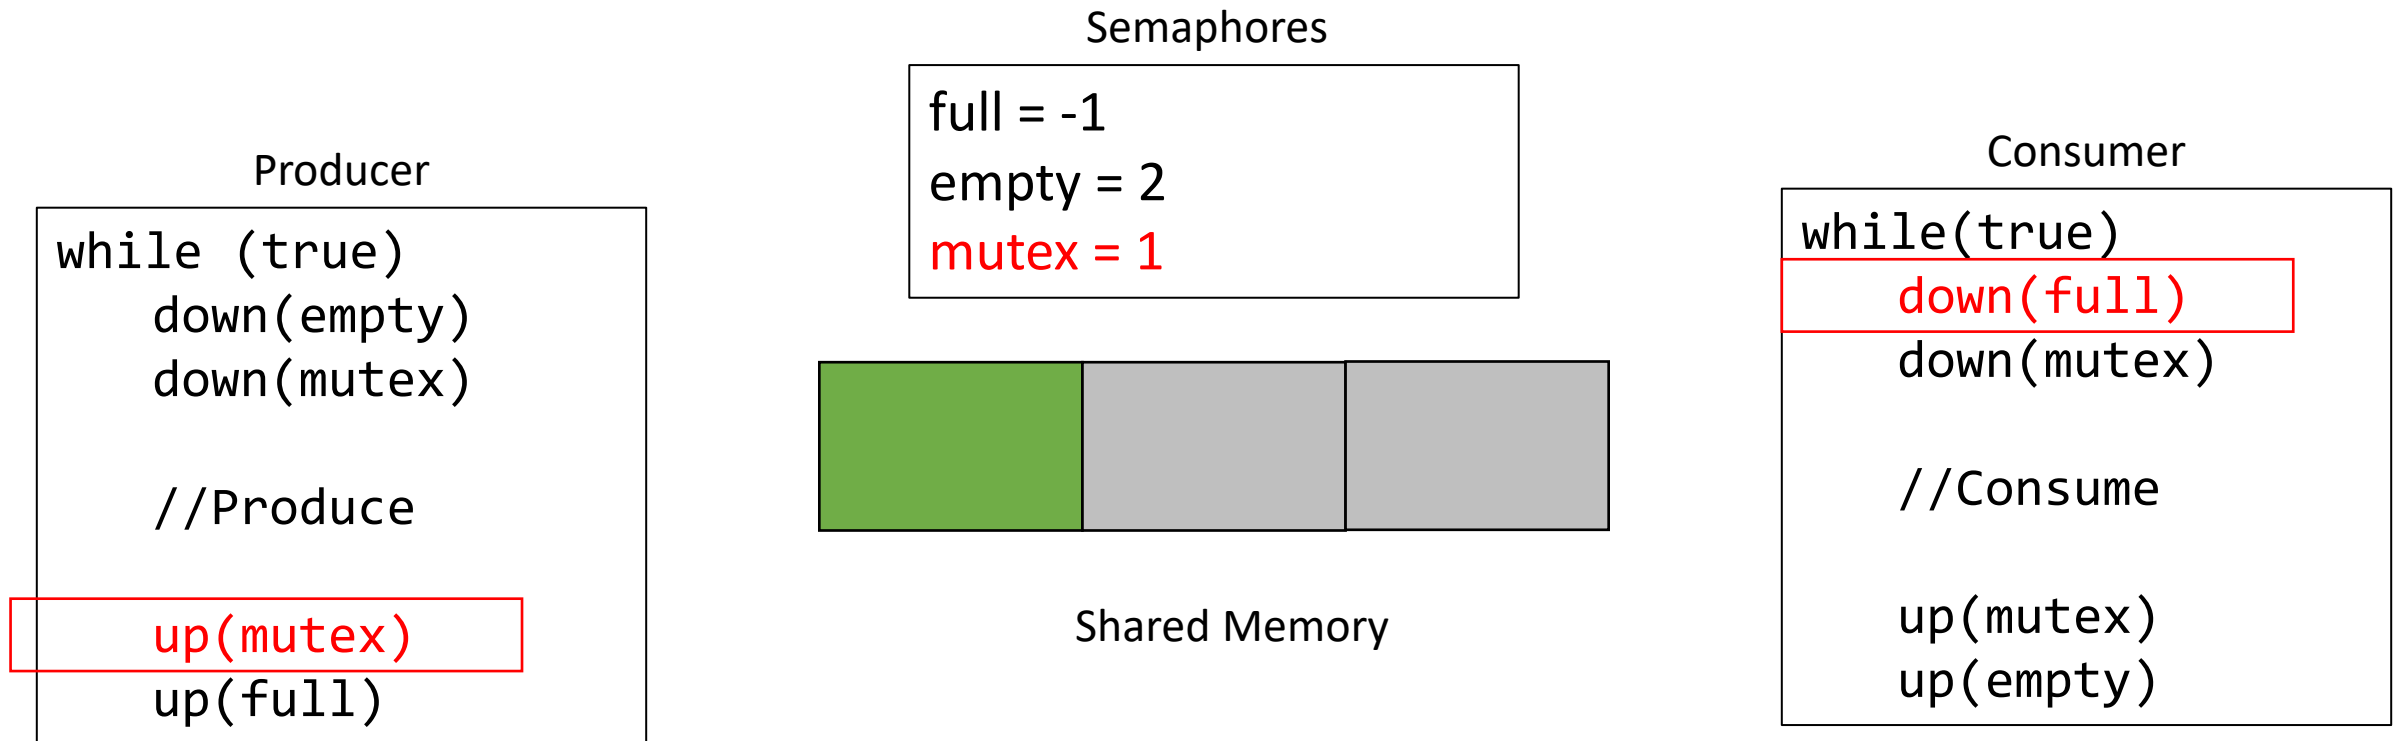 Semaphores
full = -1
empty = 2
mutex = 1
Producer
while (true)
down(empty)
down(mutex)
//Produce
up(mutex)
up(full)
Shared Memory
Consumer
while(true)
down(full)
down(mutex)
//Consume
up(mutex)
up(empty)